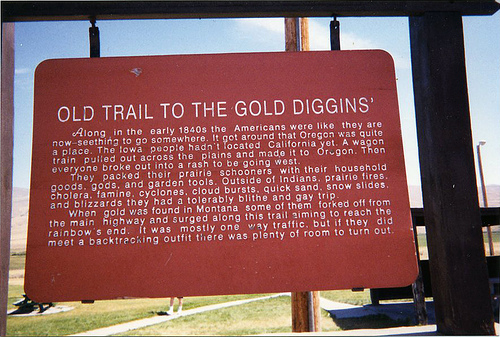 OLD TRAIL TO THE GOLD DIGGINS'
Along in the early 1840s the Americans were like they are
now-seething to go somewhere. It got around that Oregon was quite
a place. The Iowa people hadn't located California yet. A wagon
train pulled out across the plains and made it to Oregon. Then
everyone broke out into a rash to be going west.
They packed their prairie schooners with their household
goods, gods, and garden tools. Outside of Indians, prairie fires,
cholera, famine, cyclones, cloud bursts, quick sand, snow slides,
and blizzards they had a tolerably blithe and gay trip.
When gold was found in Montana some of them forked off from
the main highway and surged along this trail aiming to reach the
rainbow's end. It was mostly one way traffic, but if they did
meet a backtracking outfit there was plenty of room to turn out.